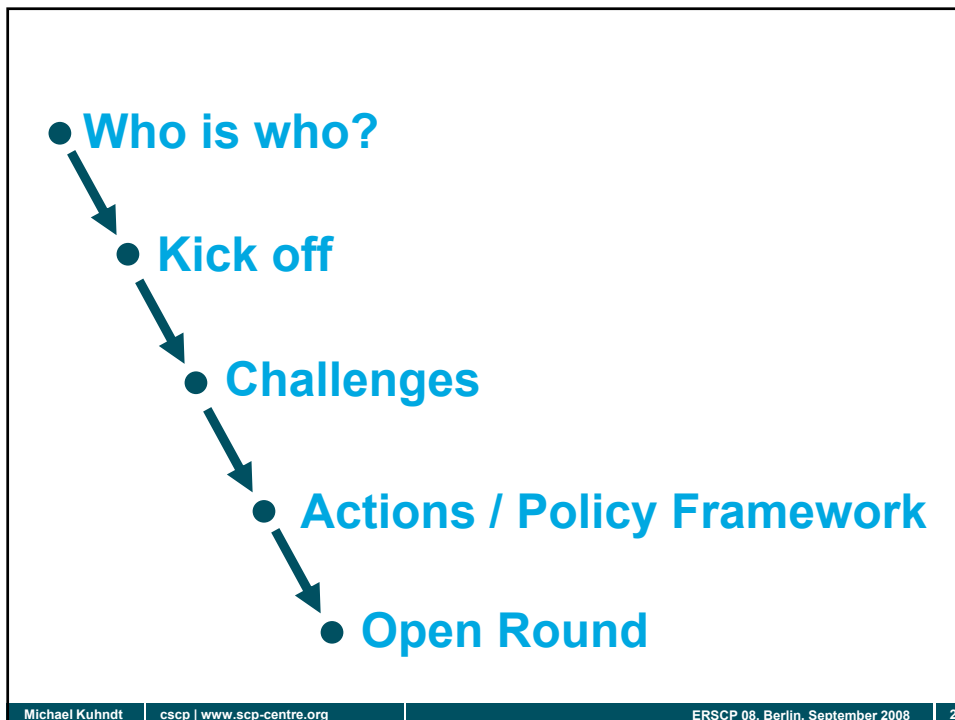 Who is who?
Kick off
Challenges
Actions / Policy Framework
Open Round
Michael Kuhndt cscp | www.scp-centre.org ERSCP 08, Berlin, September 2008 2